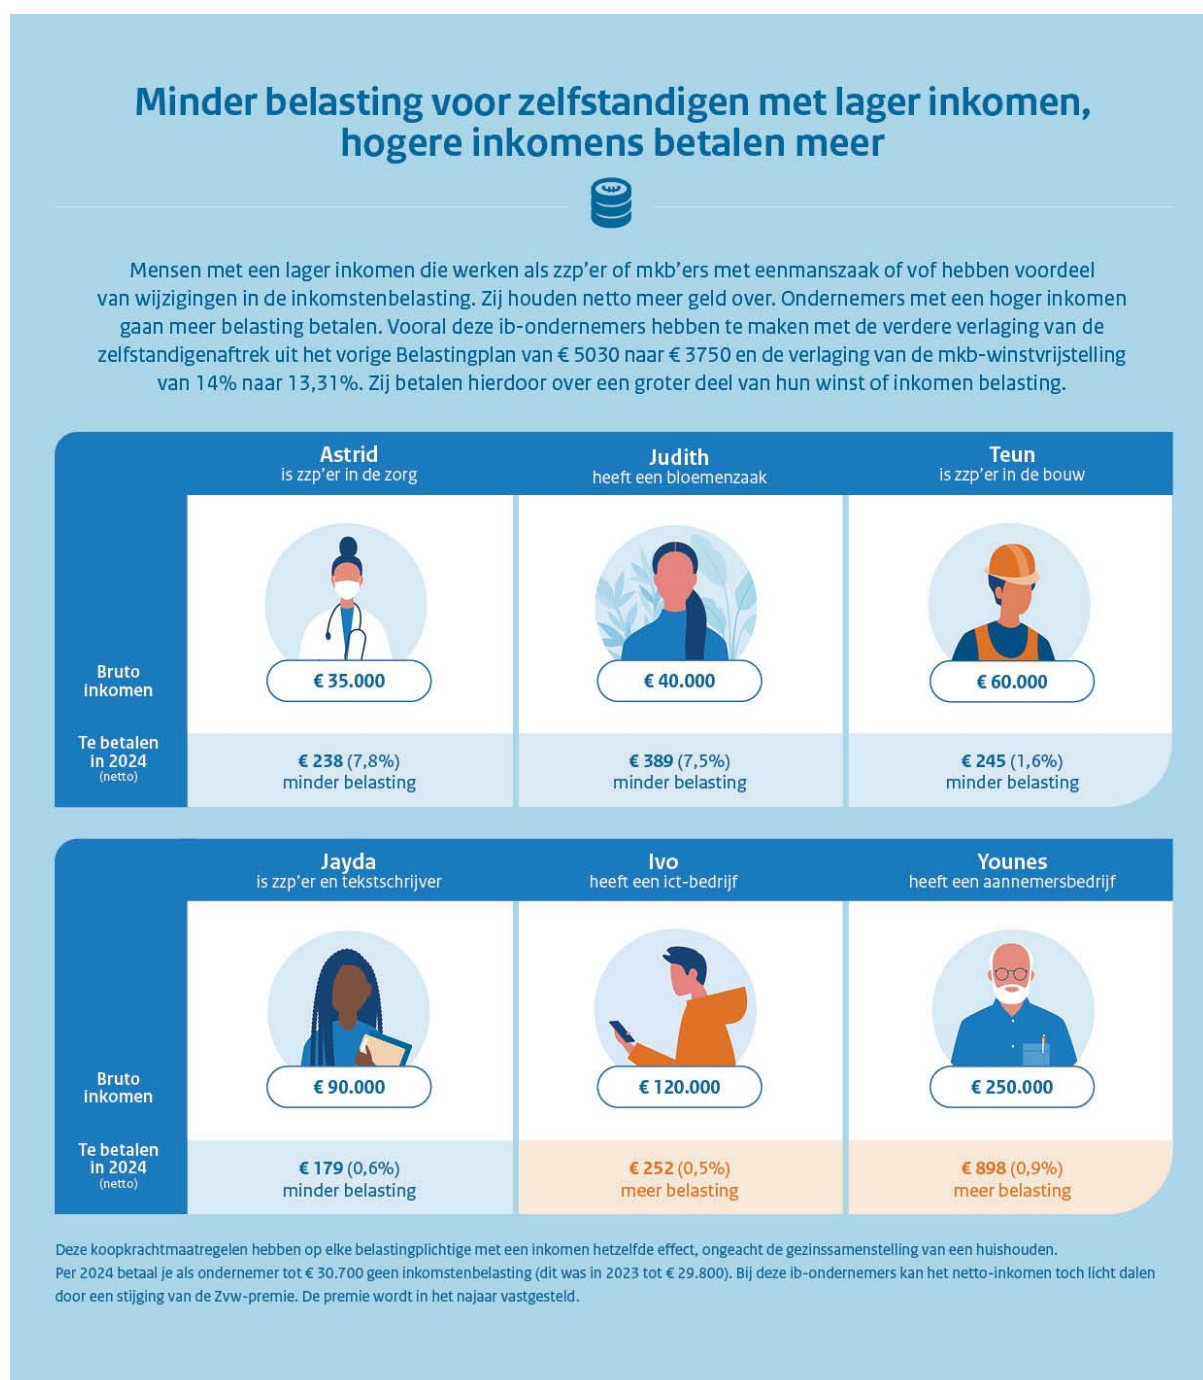 Minder belasting voor zelfstandigen met lager inkomen,
hogere inkomens betalen meer
Mensen met een lager inkomen die werken als zzp'er of mkb'ers met eenmanszaak of vof hebben voordeel
van wijzigingen in de inkomstenbelasting. Zij houden netto meer geld over. Ondernemers met een hoger inkomen
gaan meer belasting betalen. Vooral deze ib-ondernemers hebben te maken met de verdere verlaging van de
zelfstandigenaftrek uit het vorige Belastingplan van € 5030 naar € 3750 en de verlaging van de mkb-winstvrijstelling
van 14% naar 13,31%. Zij betalen hierdoor over een groter deel van hun winst of inkomen belasting.
Astrid
is zzp'er in de zorg
Judith
heeft een bloemenzaak
Teun
is zzp'er in de bouw
Bruto
inkomen
€ 35.000
€ 40.000
€ 60.000
Te betalen
in 2024
(netto)
€ 238 (7,8%)
minder belasting
€ 389 (7,5%)
minder belasting
€ 245 (1,6%)
minder belasting
Jayda
is zzp'er en tekstschrijver
Ivo
heeft een ict-bedrijf
Younes
heeft een aannemersbedrijf
Bruto
inkomen
€ 90.000
€ 120.000
€ 250.000
Te betalen
in 2024
(netto)
€ 179 (0,6%)
minder belasting
€ 252 (0,5%)
meer belasting
€ 898 (0,9%)
meer belasting
Deze koopkrachtmaatregelen hebben op elke belastingplichtige met een inkomen hetzelfde effect, ongeacht de gezinssamenstelling van een huishouden.
Per 2024 betaal je als ondernemer tot € 30.700 geen inkomstenbelasting (dit was in 2023 tot € 29.800). Bij deze ib-ondernemers kan het netto-inkomen toch licht dalen
door een stijging van de Zvw-premie. De premie wordt in het najaar vastgesteld.